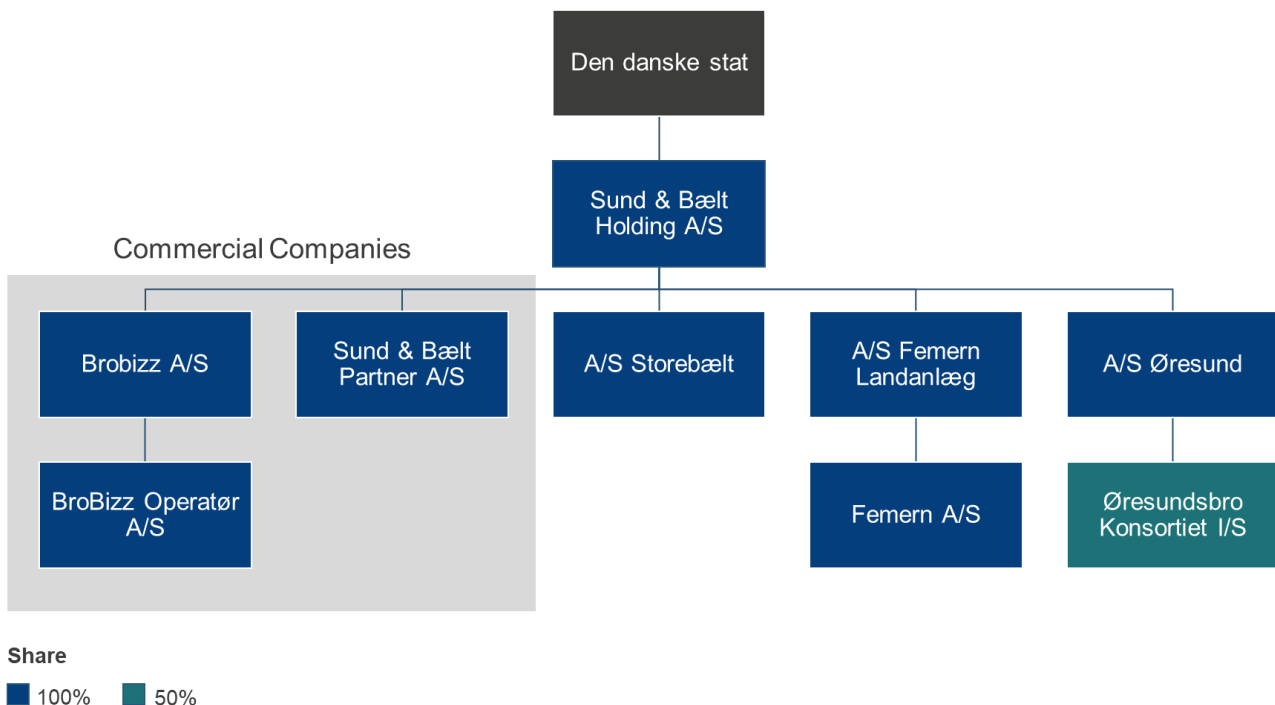 Den danske stat
Sund & Bælt
Holding A/S
Commercial Companies
Brobizz A/S
Sund & Bælt
Partner A/S
A/S Storebælt
A/S Femern
Landanlæg
A/S Øresund
BroBizz Operatør
A/S
Femern A/S
Øresundsbro
Konsortiet I/S
Share
100%
50%